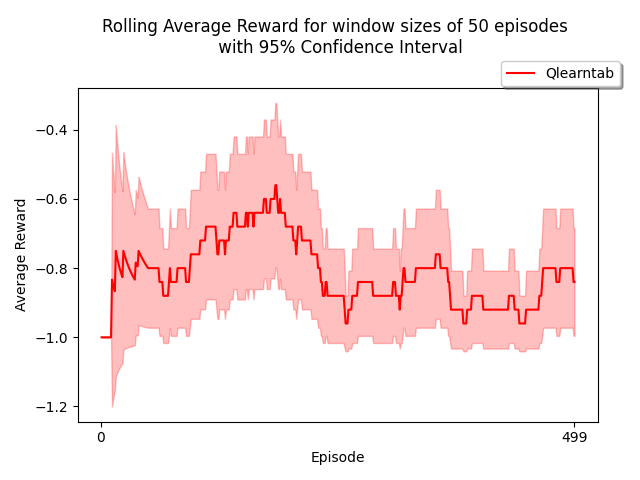 Rolling Average Reward for window sizes of 50 episodes
with 95% Confidence Interval
Qlearntab
−0.4
−0.6
−0.8
−1.0
−1.2
Average Reward
0
499
Episode